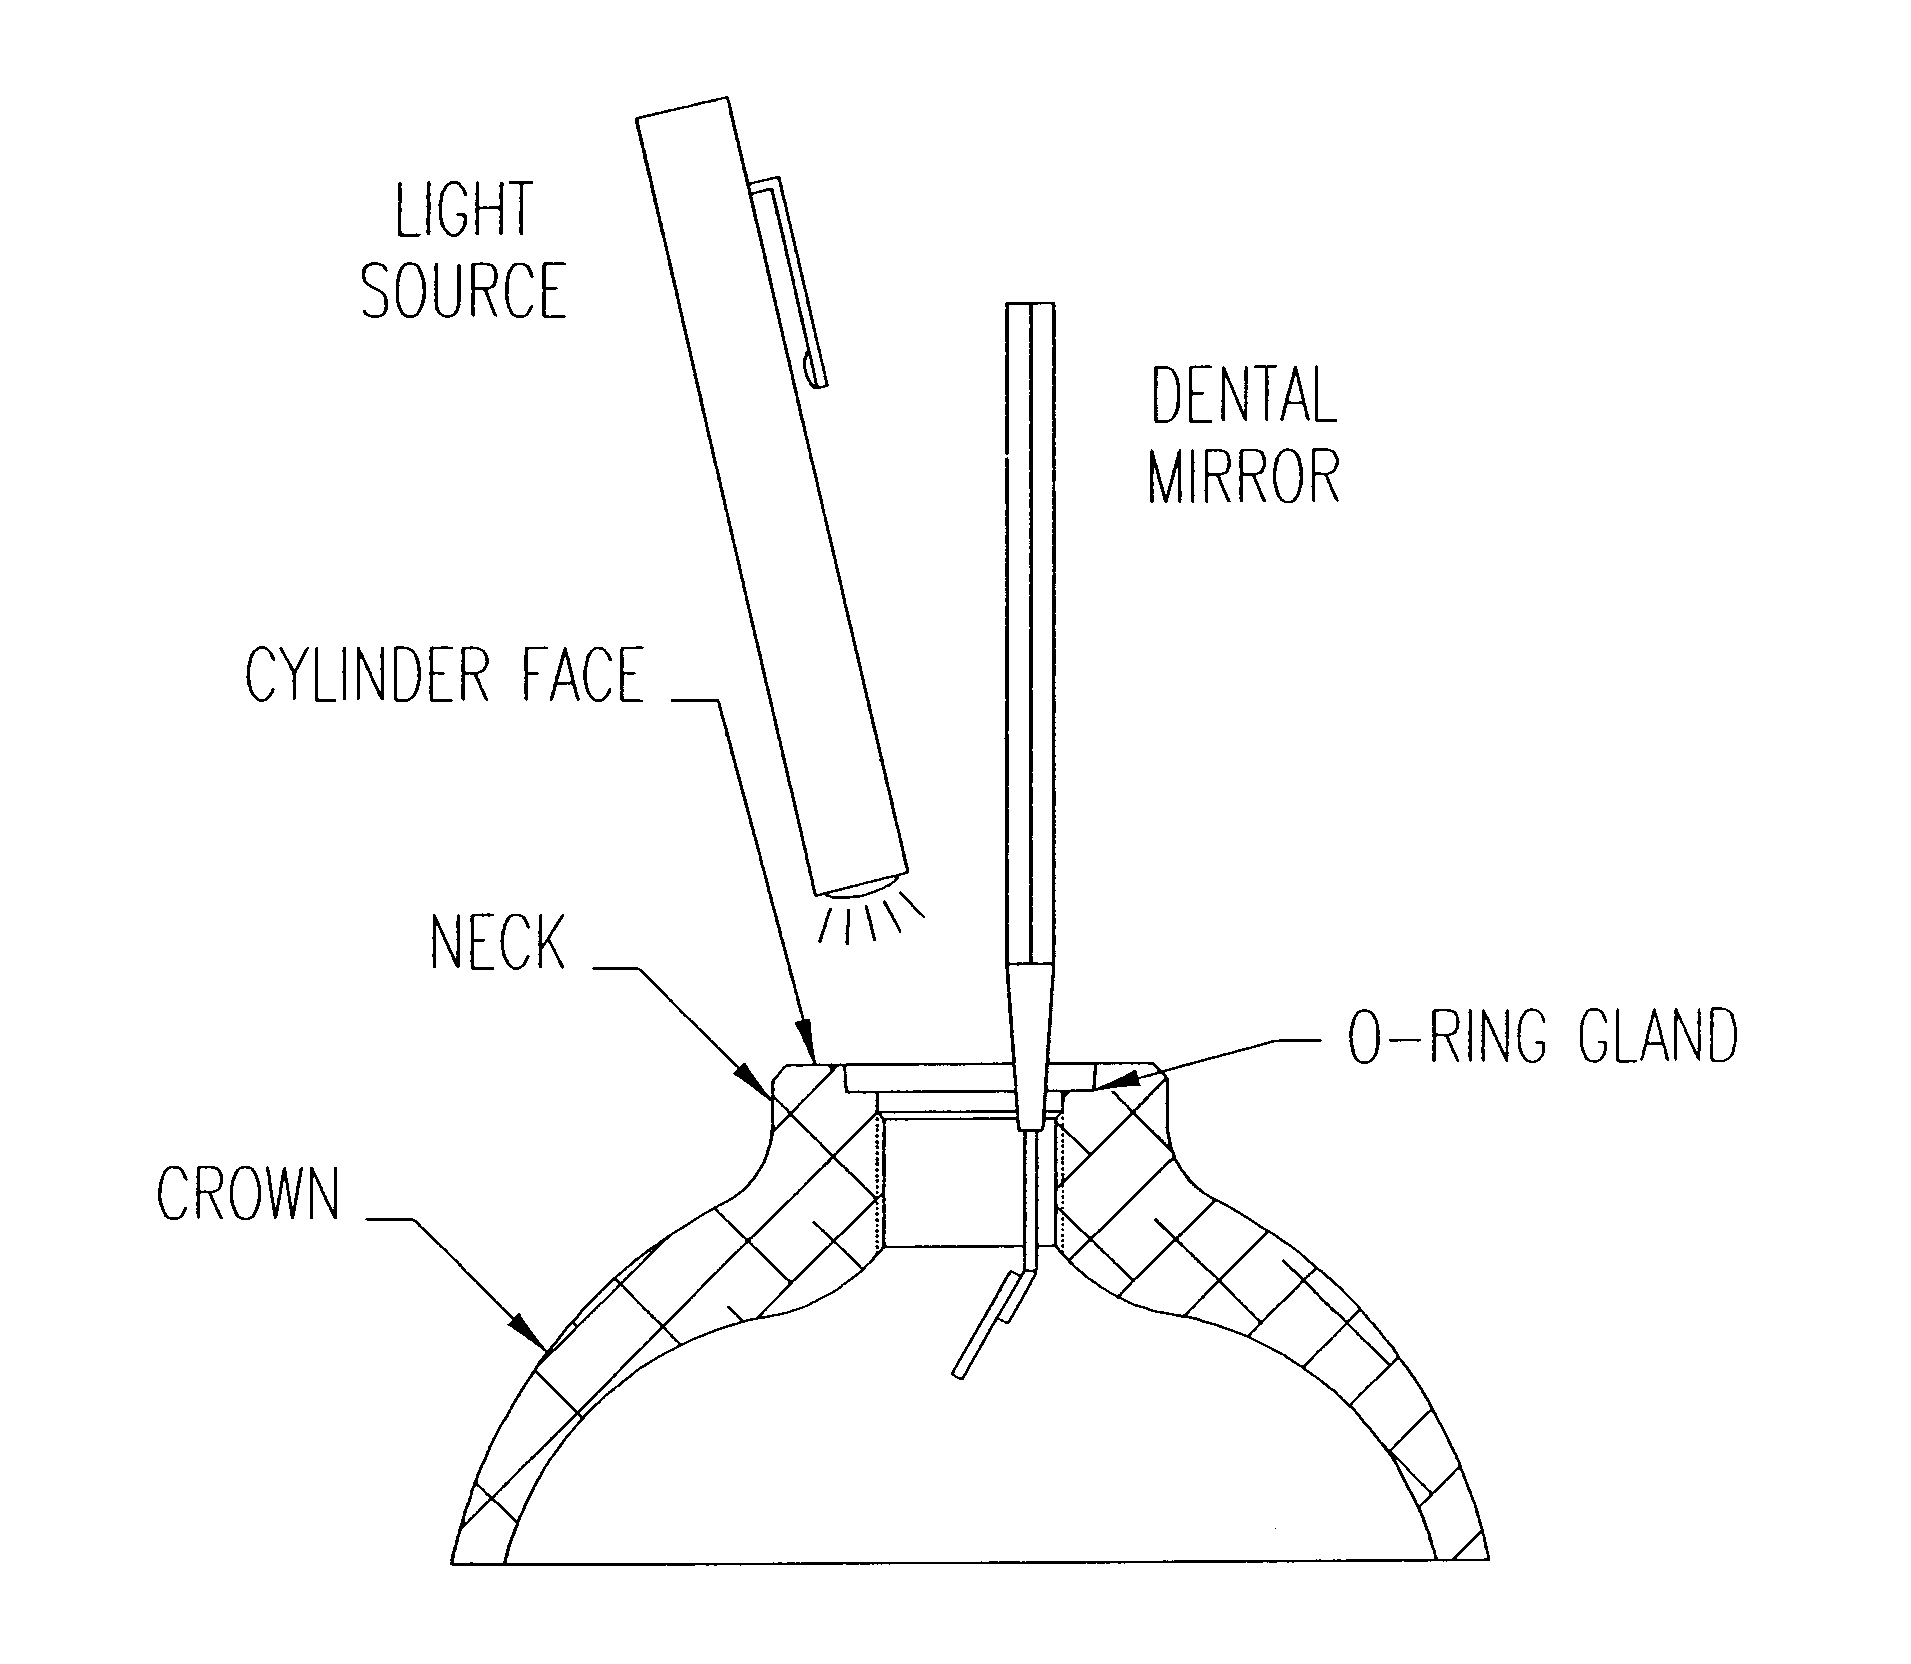 LIGHT
SOURCE
DENTAL
MIRROR
CYLINDER FACE
NECK
O-RING GLAND
CROWN